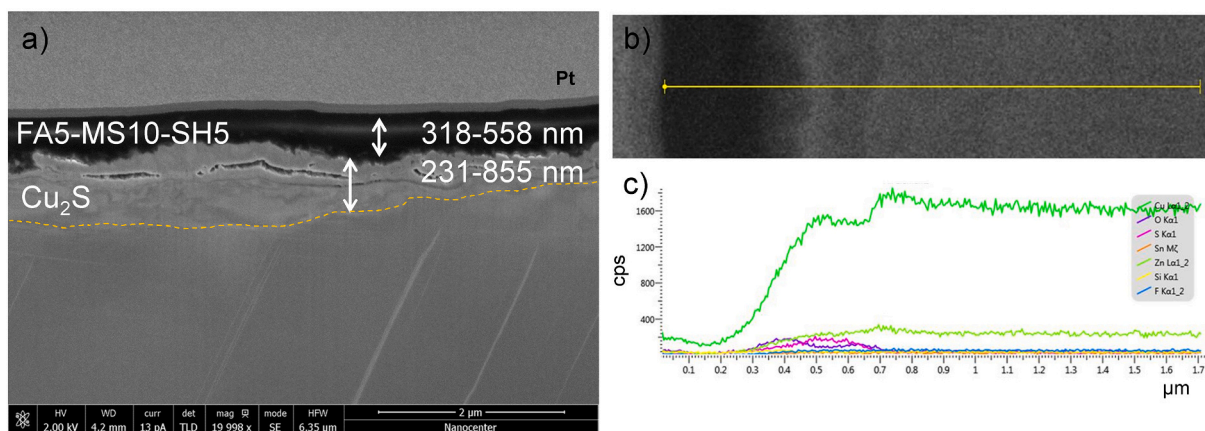 a)
Pt
FA5-MS10-SH5
318-558 nm
231-855 nm
Cu₂S
HV
WD
curr
det
mag
mode
HFW
2.00 kV
4.2 mm
13 pA
TLD
19 998 x
SE
6.35 µm
2 µm
Nanocenter
b)
c)
cps
1600
1200
800
400
Cu Lα1_2
O Kα1
S Kα1
Sn Mζ
Zn Lα1_2
Si Kα1
F Kα1_2
0.1 0.2 0.3 0.4 0.5 0.6 0.7 0.8 0.9 1 1.1 1.2 1.3 1.4 1.5 1.6 1.7
µm